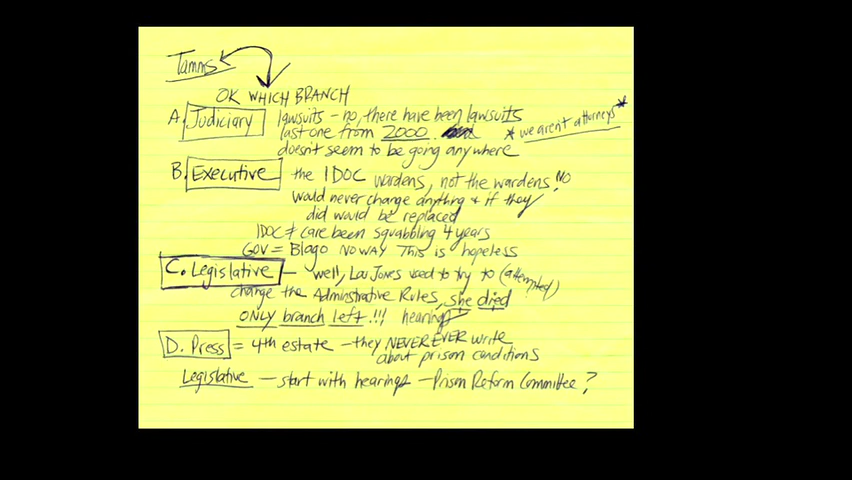 Tamms
OK WHICH BRANCH
A. Judiciary lawsuits - no, there have been lawsuits
last one from 2000. * we aren't attorneys *
doesn't seem to be going anywhere
B. Executive the IDOC wardens, not the wardens! NO
would never change anything & if they
did would be replaced
IDOC ≠ care been squabbling 4 years
GOV = Blago NO WAY This is hopeless
C. Legislative - well, Lou Jones used to try to (attempted)
change the Adminstrative Rules, she died
ONLY branch left!!! hearings
D. Press = 4th estate - they NEVER EVER write
about prison conditions
Legislative - start with hearings - Prison Reform Committee?